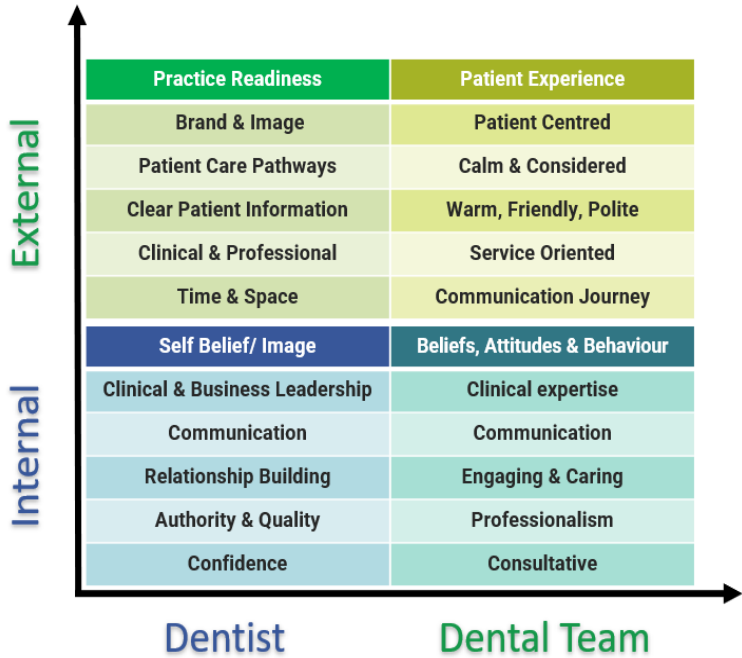 External
Practice Readiness
Patient Experience
Brand & Image
Patient Centred
Patient Care Pathways
Calm & Considered
Clear Patient Information
Warm, Friendly, Polite
Clinical & Professional
Service Oriented
Time & Space
Communication Journey
Internal
Self Belief/ Image
Beliefs, Attitudes & Behaviour
Clinical & Business Leadership
Clinical expertise
Communication
Communication
Relationship Building
Engaging & Caring
Authority & Quality
Professionalism
Confidence
Consultative
Dentist
Dental Team